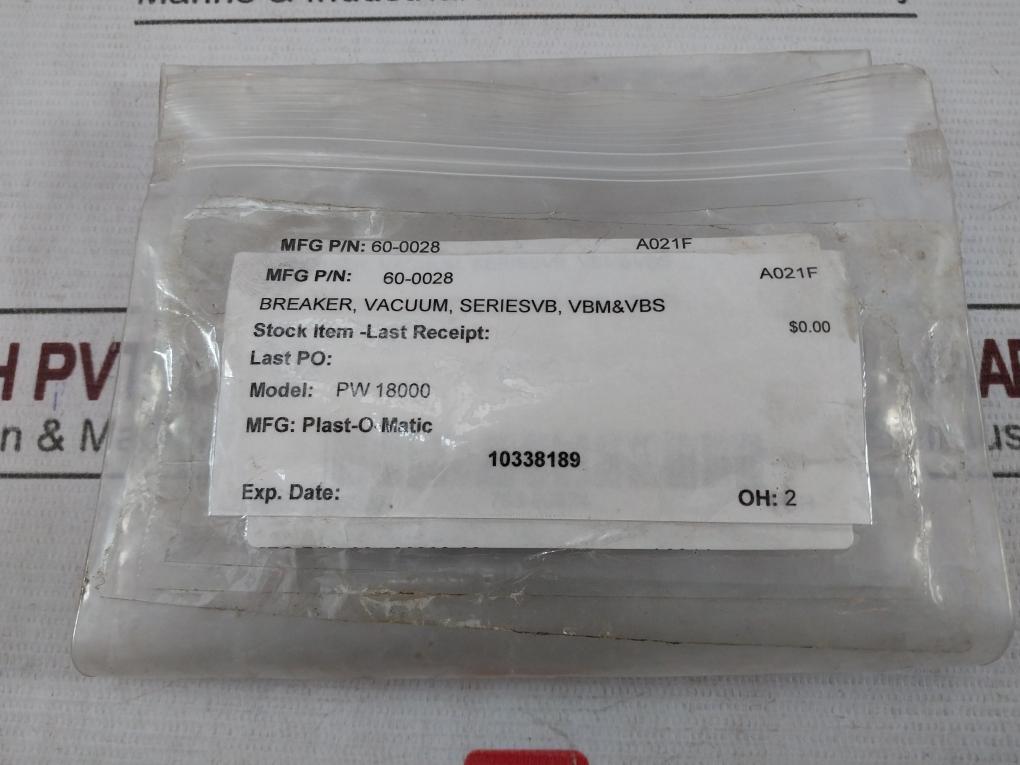 MFG P/N: 60-0028 A021F
MFG P/N: 60-0028 A021F
BREAKER, VACUUM, SERIESVB, VBM&VBS
Stock Item -Last Receipt: $0.00
Last PO:
Model: PW 18000
MFG: Plast-O-Matic
10338189
Exp. Date: OH: 2
H PV
n & M